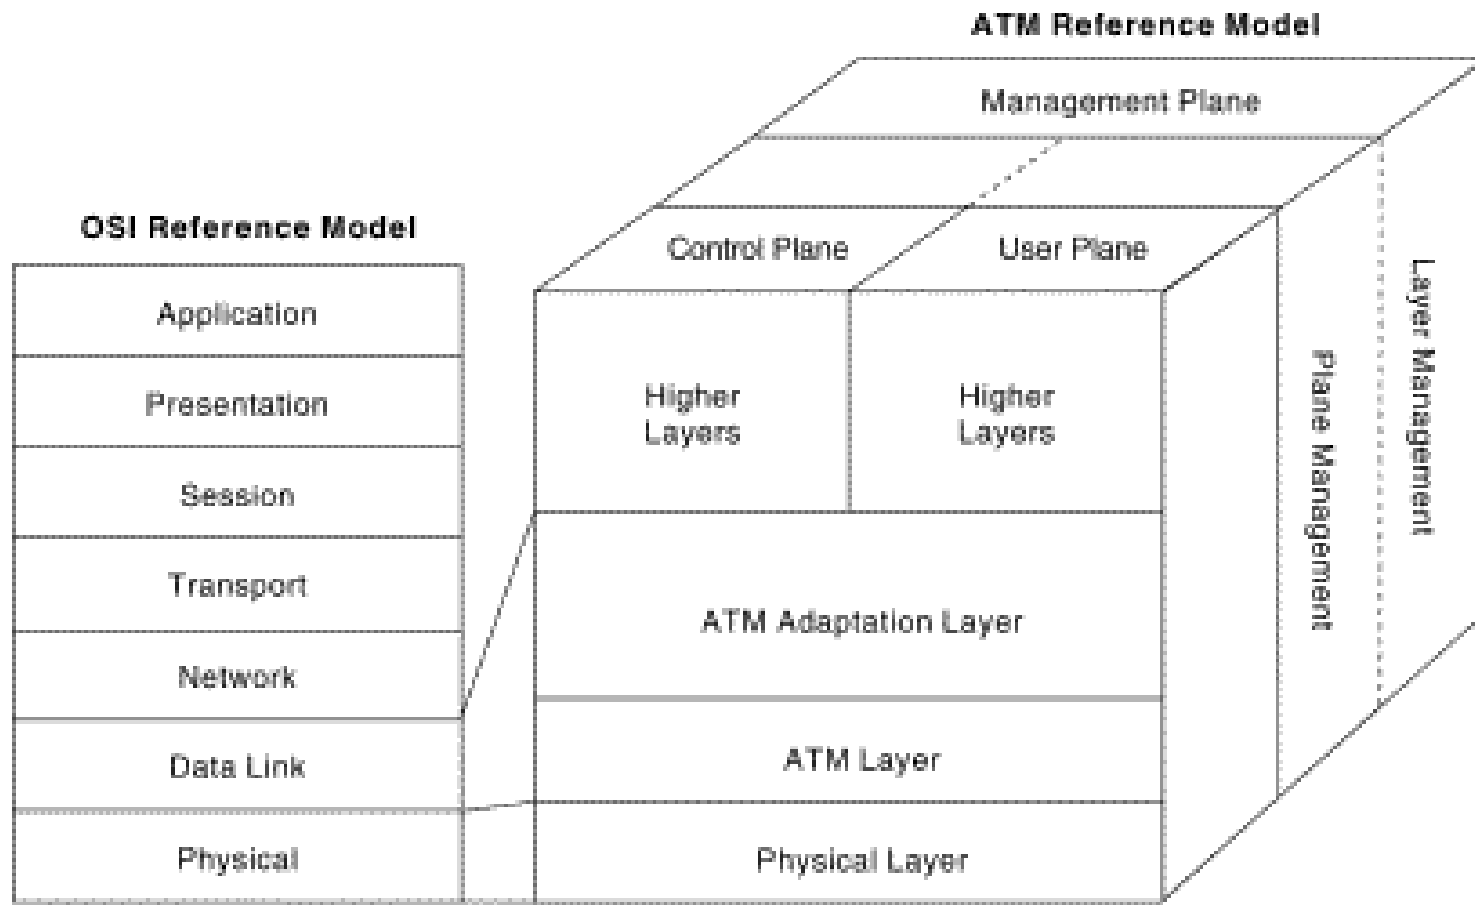 ATM Reference Model
Management Plane
OSI Reference Model
Control Plane
User Plane
Application
Presentation
Session
Transport
Network
Data Link
Physical
Higher
Layers
Higher
Layers
ATM Adaptation Layer
ATM Layer
Physical Layer
Plane Management
Layer Management